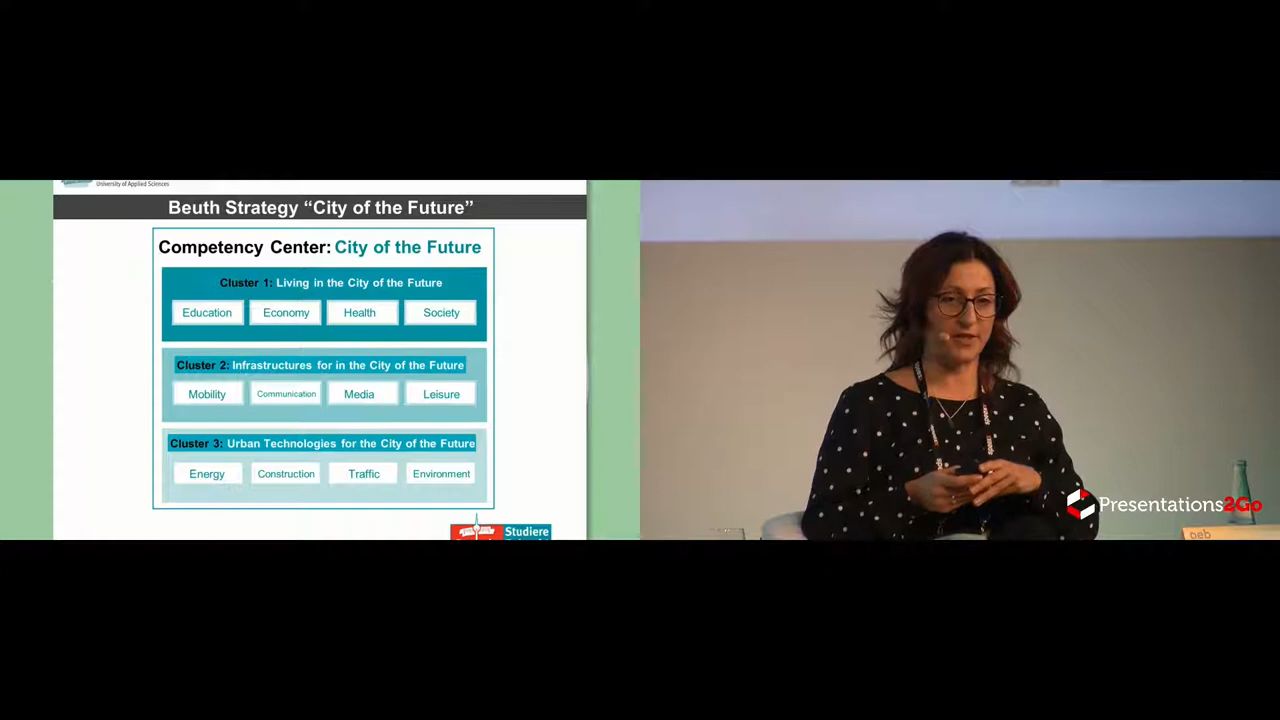 University of Applied Sciences
Beuth Strategy “City of the Future”
Competency Center: City of the Future
Cluster 1: Living in the City of the Future
Education Economy Health Society
Cluster 2: Infrastructures for in the City of the Future
Mobility Communication Media Leisure
Cluster 3: Urban Technologies for the City of the Future
Energy Construction Traffic Environment
Studiere
Presentations2Go
oeb